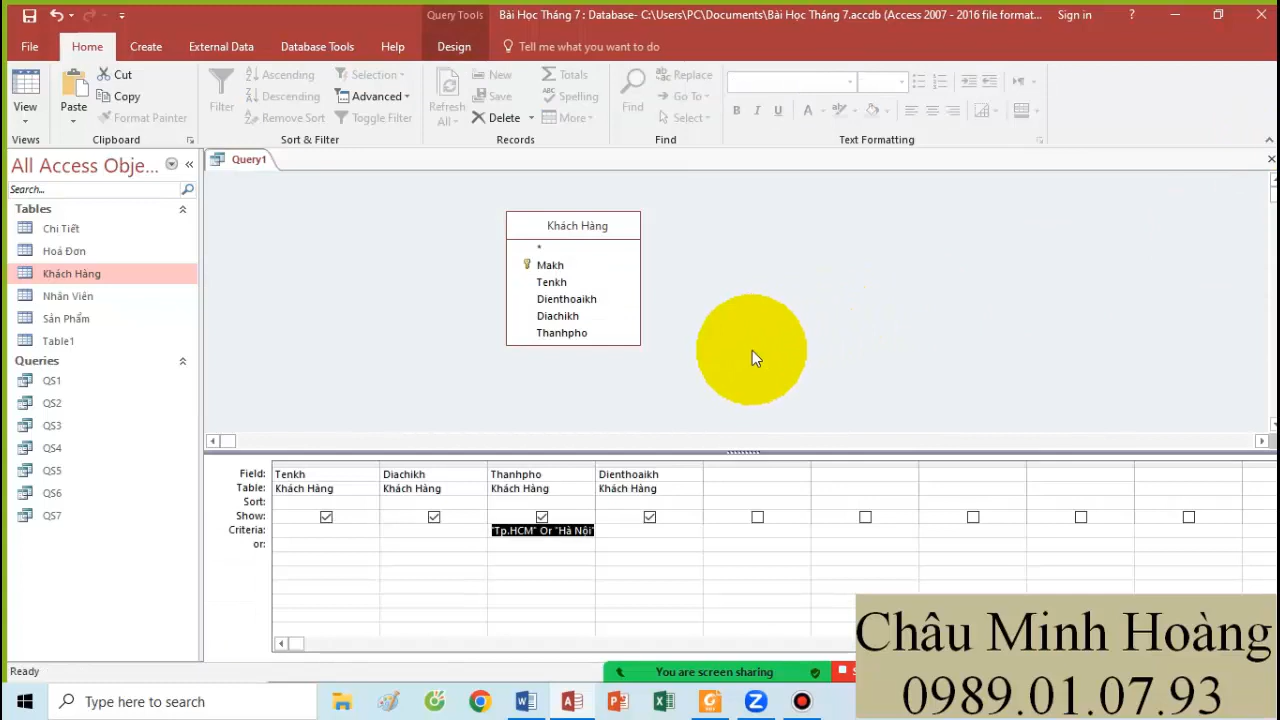 Query Tools
Bài Học Tháng 7 : Database- C:\Users\PC\Documents\Bài Học Tháng 7.accdb (Access 2007 - 2016 file format...
Sign in
?
File
Home
Create
External Data
Database Tools
Help
Design
Tell me what you want to do
View
Paste
Cut
Copy
Format Painter
Filter
Ascending
Descending
Remove Sort
Selection
Advanced
Toggle Filter
Refresh
All
New
Save
Delete
Totals
Spelling
More
Find
Replace
Go To
Select
B I U
Views
Clipboard
Sort & Filter
Records
Find
Text Formatting
All Access Obje...
Search...
Tables
Chi Tiết
Hoá Đơn
Khách Hàng
Nhân Viên
Sản Phẩm
Table1
Queries
QS1
QS2
QS3
QS4
QS5
QS6
QS7
Query1
Khách Hàng
*
Makh
Tenkh
Dienthoaikh
Diachikh
Thanhpho
Field: Tenkh Diachikh Thanhpho Dienthoaikh
Table: Khách Hàng Khách Hàng Khách Hàng Khách Hàng
Sort:
Show:
Criteria: "Tp.HCM" Or "Hà Nội"
or:
Ready
You are screen sharing
Châu Minh Hoàng
0989.01.07.93
Type here to search